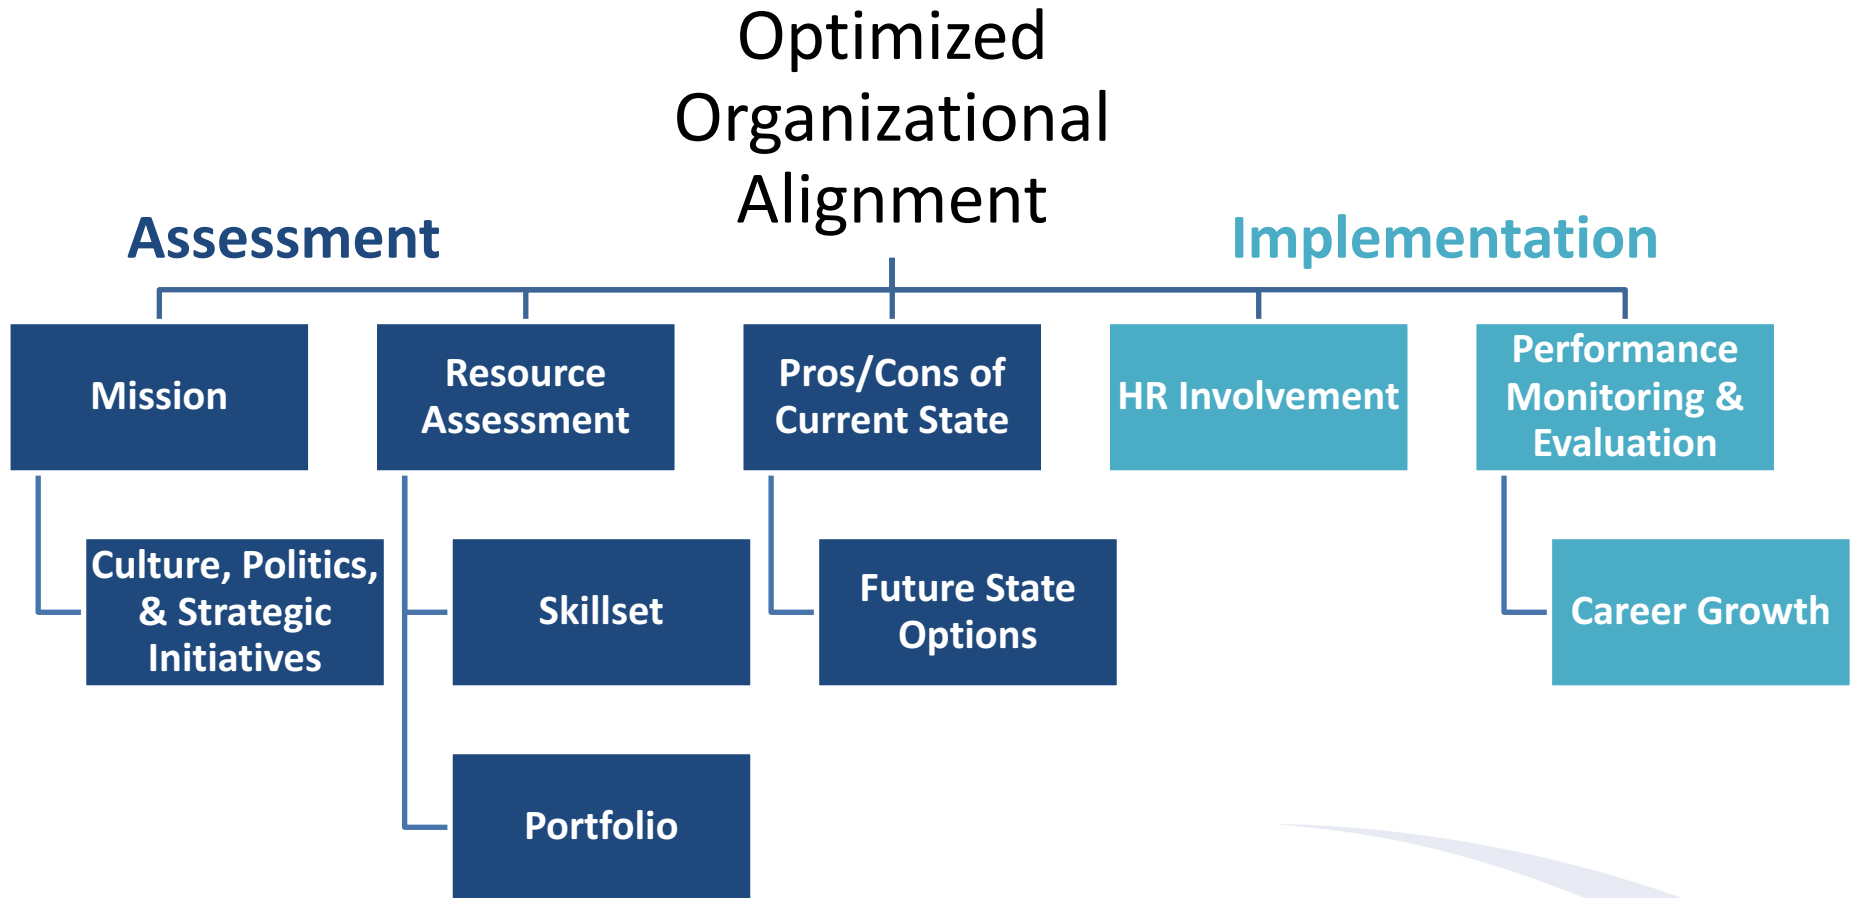 Optimized
Organizational
Alignment
Assessment
Implementation
Mission
Resource
Assessment
Pros/Cons of
Current State
HR Involvement
Performance
Monitoring &
Evaluation
Culture, Politics,
& Strategic
Initiatives
Skillset
Future State
Options
Career Growth
Portfolio